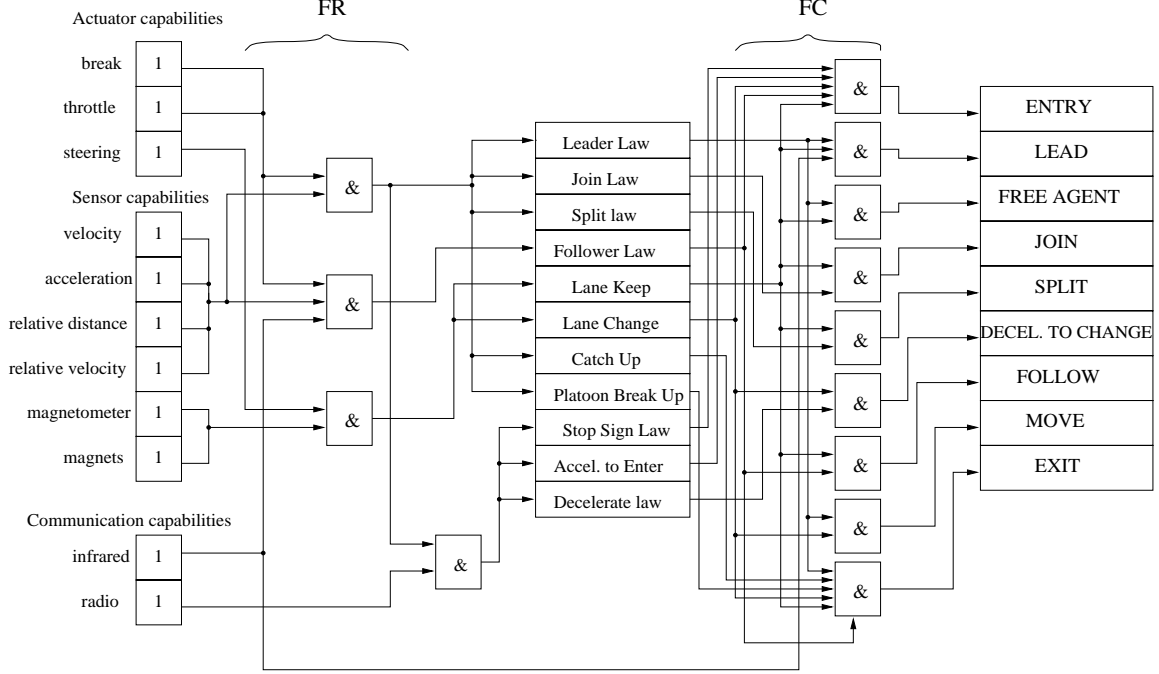 FR
FC
Actuator capabilities
break 1
throttle 1
steering 1
Sensor capabilities
velocity 1
acceleration 1
relative distance 1
relative velocity 1
magnetometer 1
magnets 1
Communication capabilities
infrared 1
radio 1
&
&
&
&
Leader Law
Join Law
Split law
Follower Law
Lane Keep
Lane Change
Catch Up
Platoon Break Up
Stop Sign Law
Accel. to Enter
Decelerate law
&
&
&
&
&
&
&
&
&
ENTRY
LEAD
FREE AGENT
JOIN
SPLIT
DECEL. TO CHANGE
FOLLOW
MOVE
EXIT